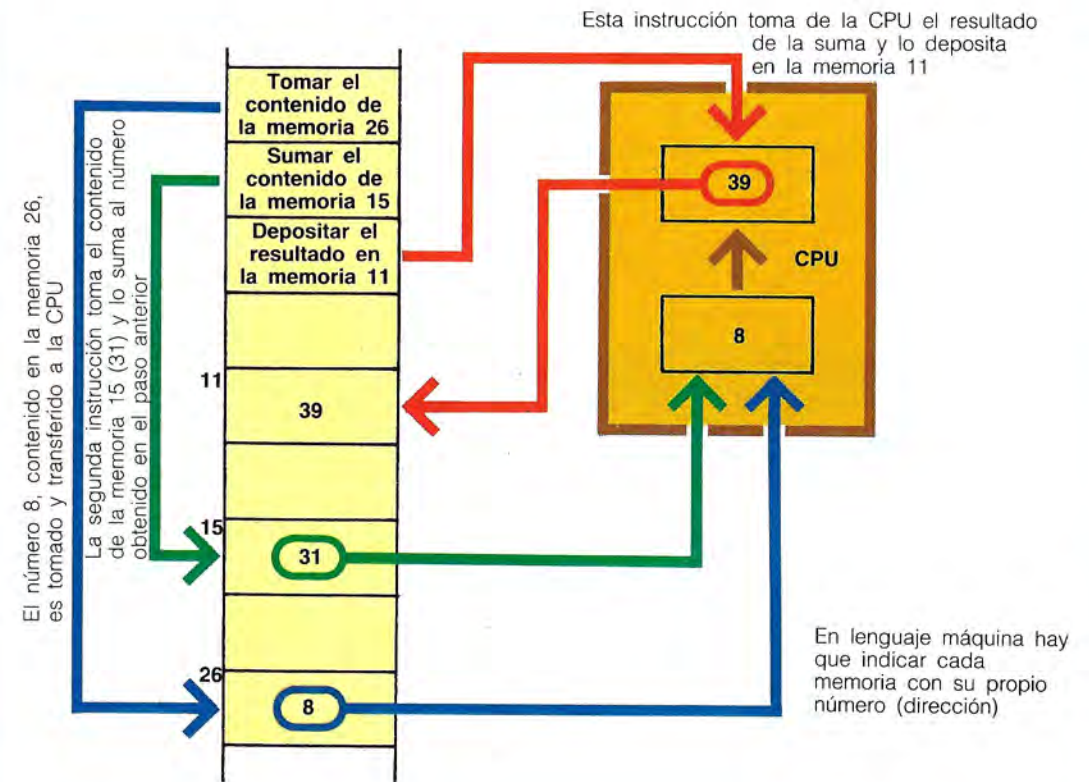 Esta instrucción toma de la CPU el resultado
de la suma y lo deposita
en la memoria 11
Tomar el
contenido de
la memoria 26
Sumar el
contenido de
la memoria 15
Depositar el
resultado en
la memoria 11
El número 8, contenido en la memoria 26,
es tomado y transferido a la CPU
La segunda instrucción toma el contenido
de la memoria 15 (31) y lo suma al número
obtenido en el paso anterior
39
CPU
8
11
39
15
31
26
8
En lenguaje máquina hay
que indicar cada
memoria con su propio
número (dirección)